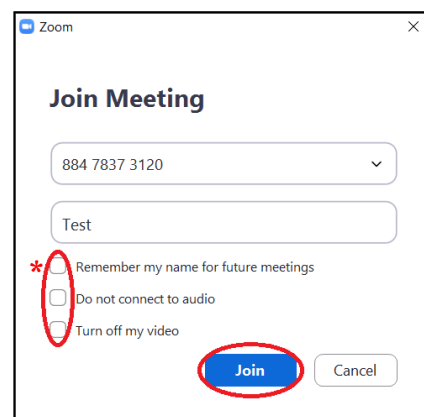 Zoom
Join Meeting
884 7837 3120
Test
* Remember my name for future meetings
Do not connect to audio
Turn off my video
Join Cancel